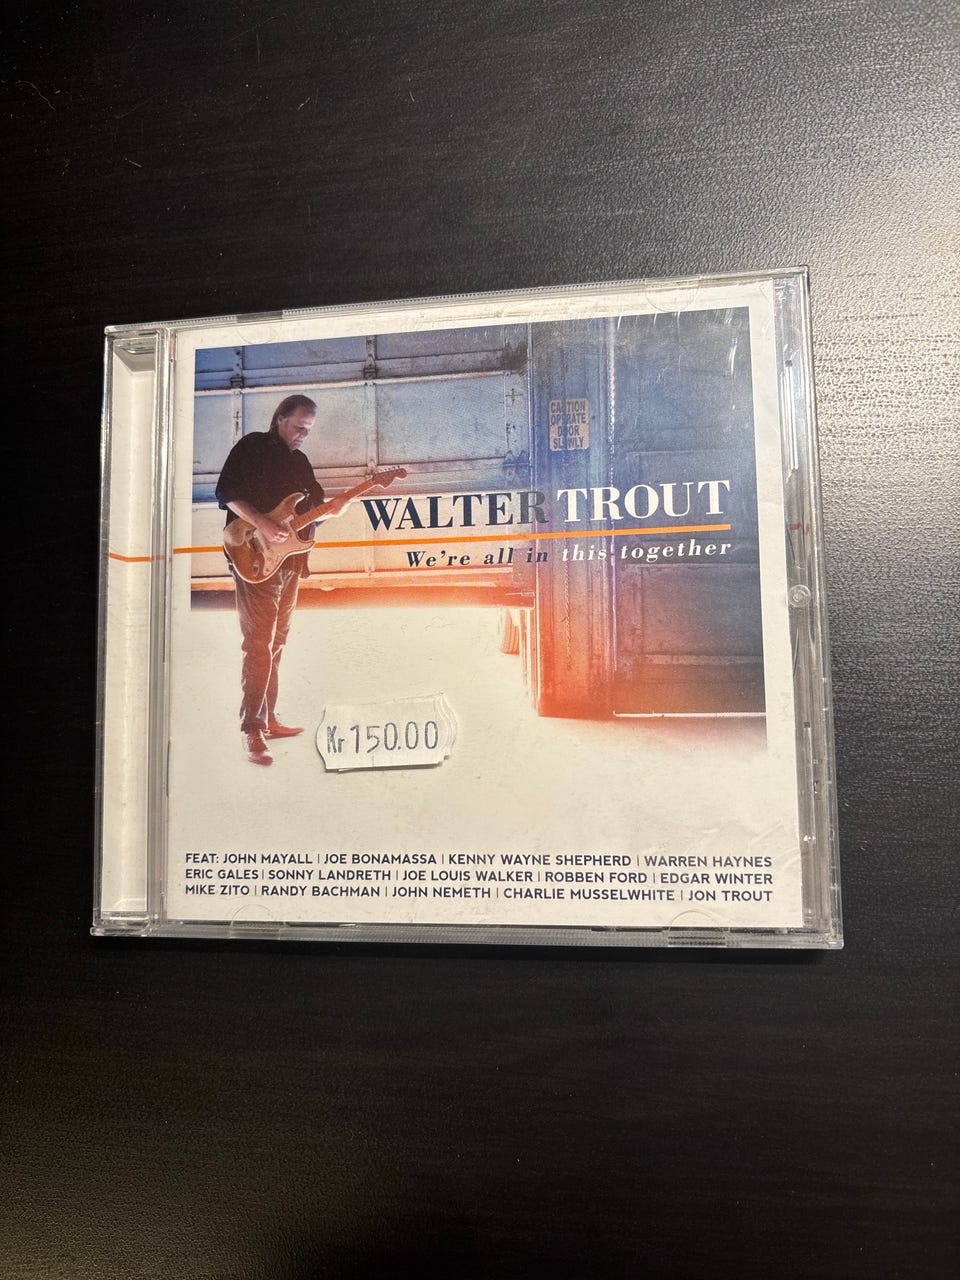 CAUTION
OPERATE
DOOR
SLOWLY
WALTER TROUT
We're all in this together
Kr 150.00
FEAT: JOHN MAYALL | JOE BONAMASSA | KENNY WAYNE SHEPHERD | WARREN HAYNES
ERIC GALES | SONNY LANDRETH | JOE LOUIS WALKER | ROBBEN FORD | EDGAR WINTER
MIKE ZITO | RANDY BACHMAN | JOHN NEMETH | CHARLIE MUSSELWHITE | JON TROUT